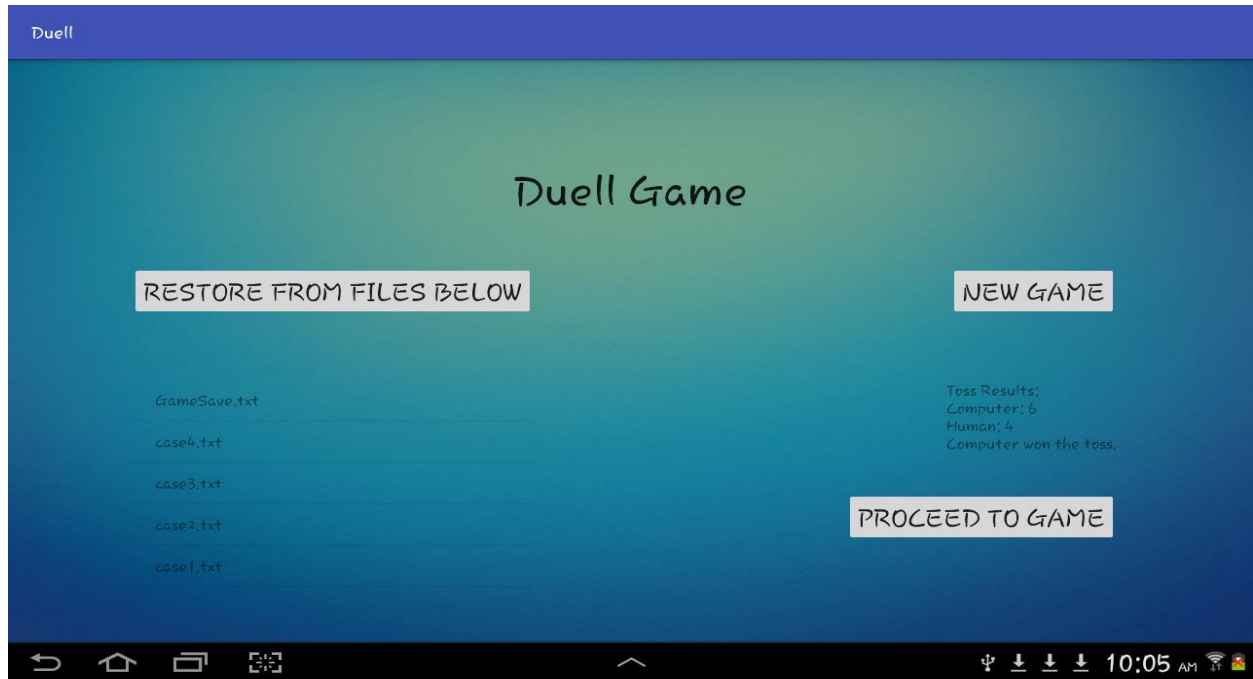 Duell
Duell Game
RESTORE FROM FILES BELOW
NEW GAME
GameSave.txt
case4.txt
case3.txt
case2.txt
case1.txt
Toss Results:
Computer: 6
Human: 4
Computer won the toss.
PROCEED TO GAME
10:05 AM